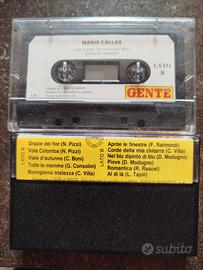 MARIA CALLAS
LATO
B
GENTE
LATO A
Grazie dei fior (N. Pizzi)
Vola Colomba (N. Pizzi)
Viale d'autunno (C. Boni)
Tutte le mamme (G. Consolini)
Buongiorno tristezza (C. Villa)
LATO B
Aprite le finestre (F. Raimondi)
Corde della mia chitarra (C. Villa)
Nel blu dipinto di blu (D. Modugno)
Piove (D. Modugno)
Romantica (R. Rascel)
Al di là (L. Tajoli)
subito